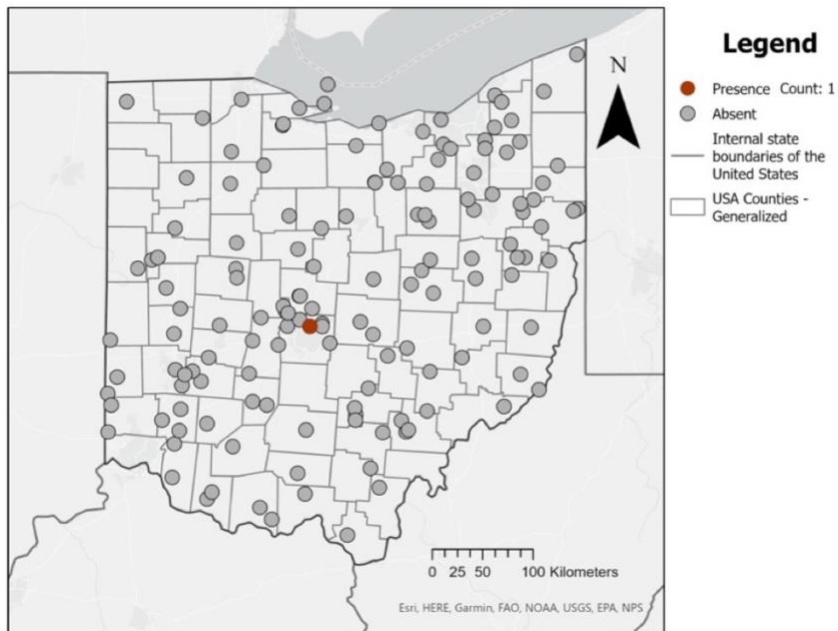 Legend
N
Presence Count: 1
Absent
Internal state
boundaries of the
United States
USA Counties -
Generalized
0 25 50 100 Kilometers
Esri, HERE, Garmin, FAO, NOAA, USGS, EPA, NPS